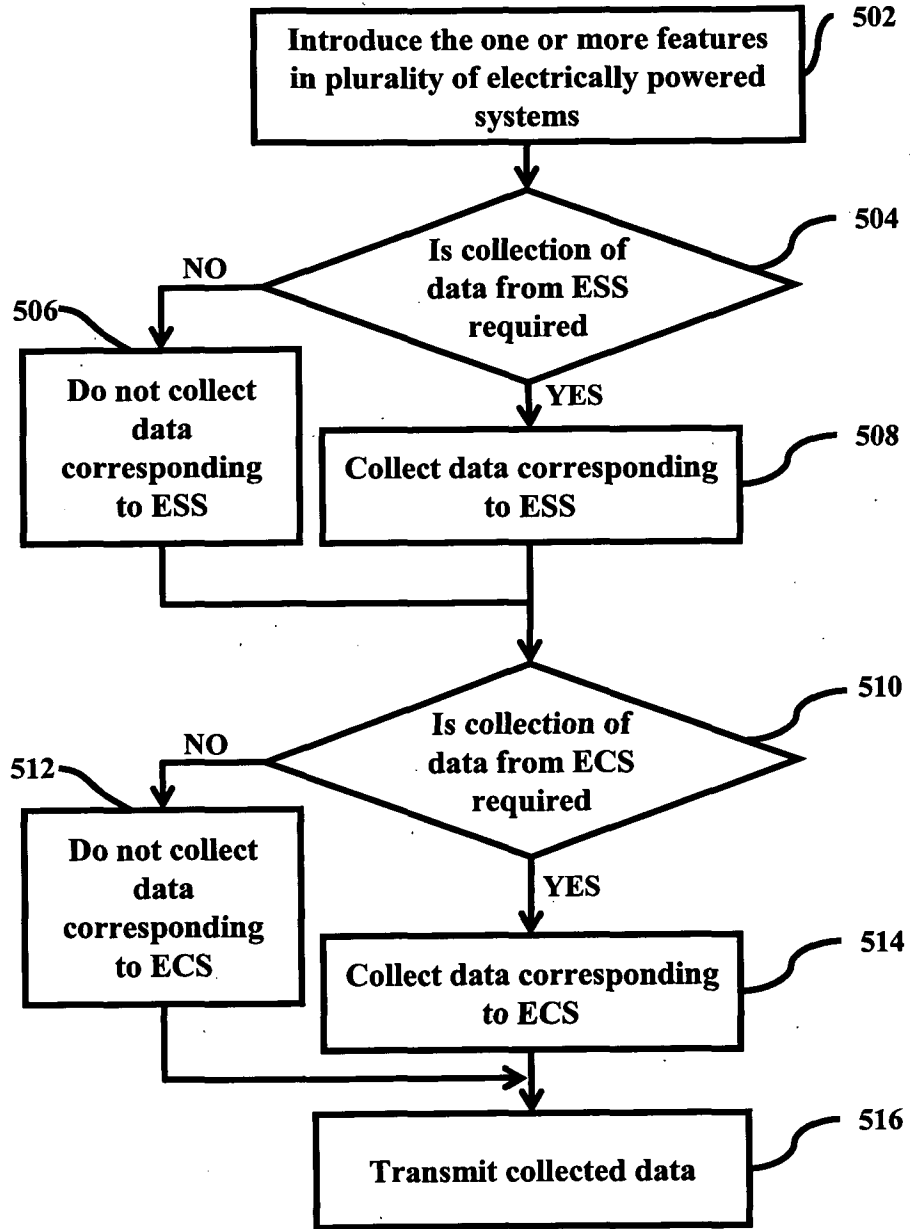 502
Introduce the one or more features
in plurality of electrically powered
systems
504
Is collection of
data from ESS
required
NO
YES
506
Do not collect
data
corresponding
to ESS
508
Collect data corresponding
to ESS
510
Is collection of
data from ECS
required
NO
YES
512
Do not collect
data
corresponding
to ECS
514
Collect data corresponding
to ECS
516
Transmit collected data